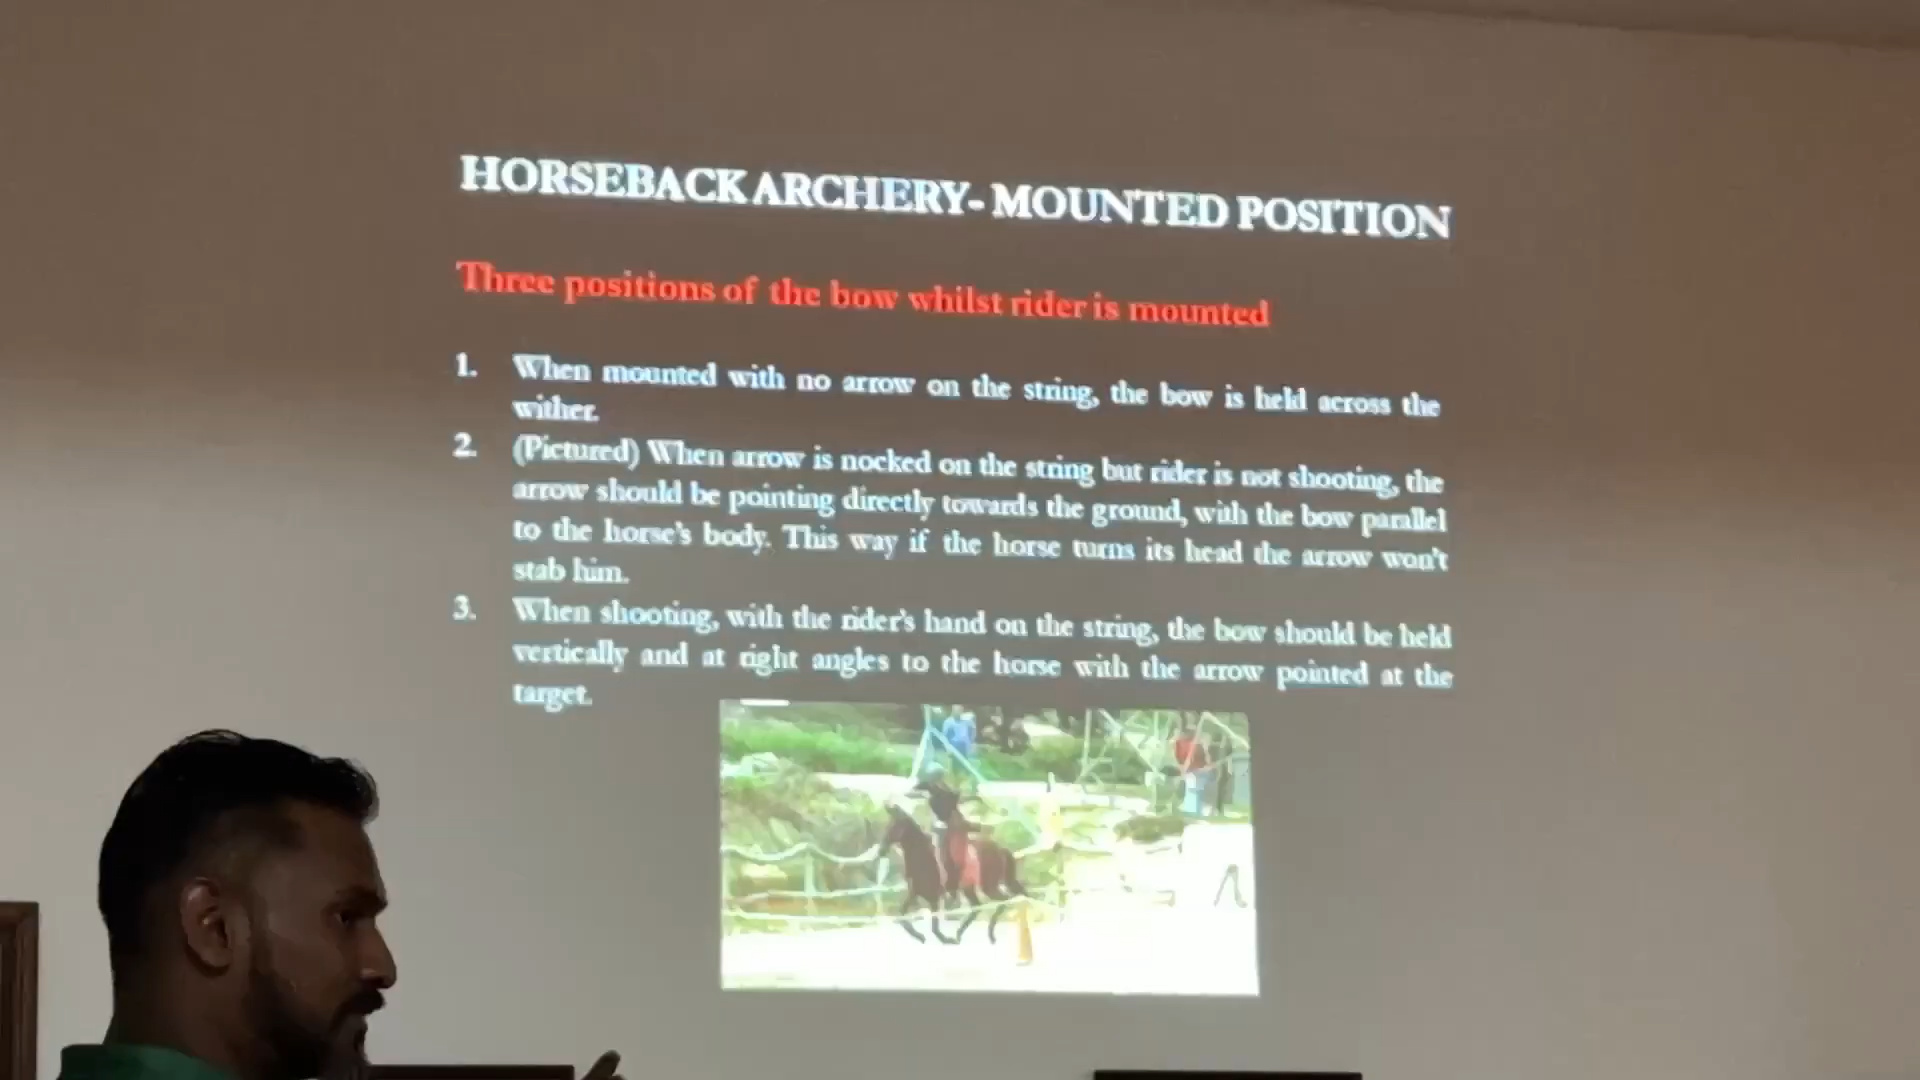 HORSEBACK ARCHERY- MOUNTED POSITION
Three positions of the bow whilst rider is mounted
1. When mounted with no arrow on the string, the bow is held across the
wither.
2. (Pictured) When arrow is nocked on the string but rider is not shooting, the
arrow should be pointing directly towards the ground, with the bow parallel
to the horse's body. This way if the horse turns its head the arrow won't
stab him.
3. When shooting, with the rider's hand on the string, the bow should be held
vertically and at right angles to the horse with the arrow pointed at the
target.